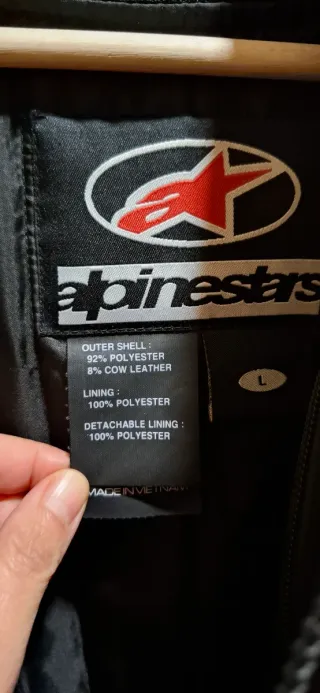 alpinestars
OUTER SHELL :
92% POLYESTER
8% COW LEATHER
L
LINING :
100% POLYESTER
DETACHABLE LINING :
100% POLYESTER
MADE IN VIETNAM